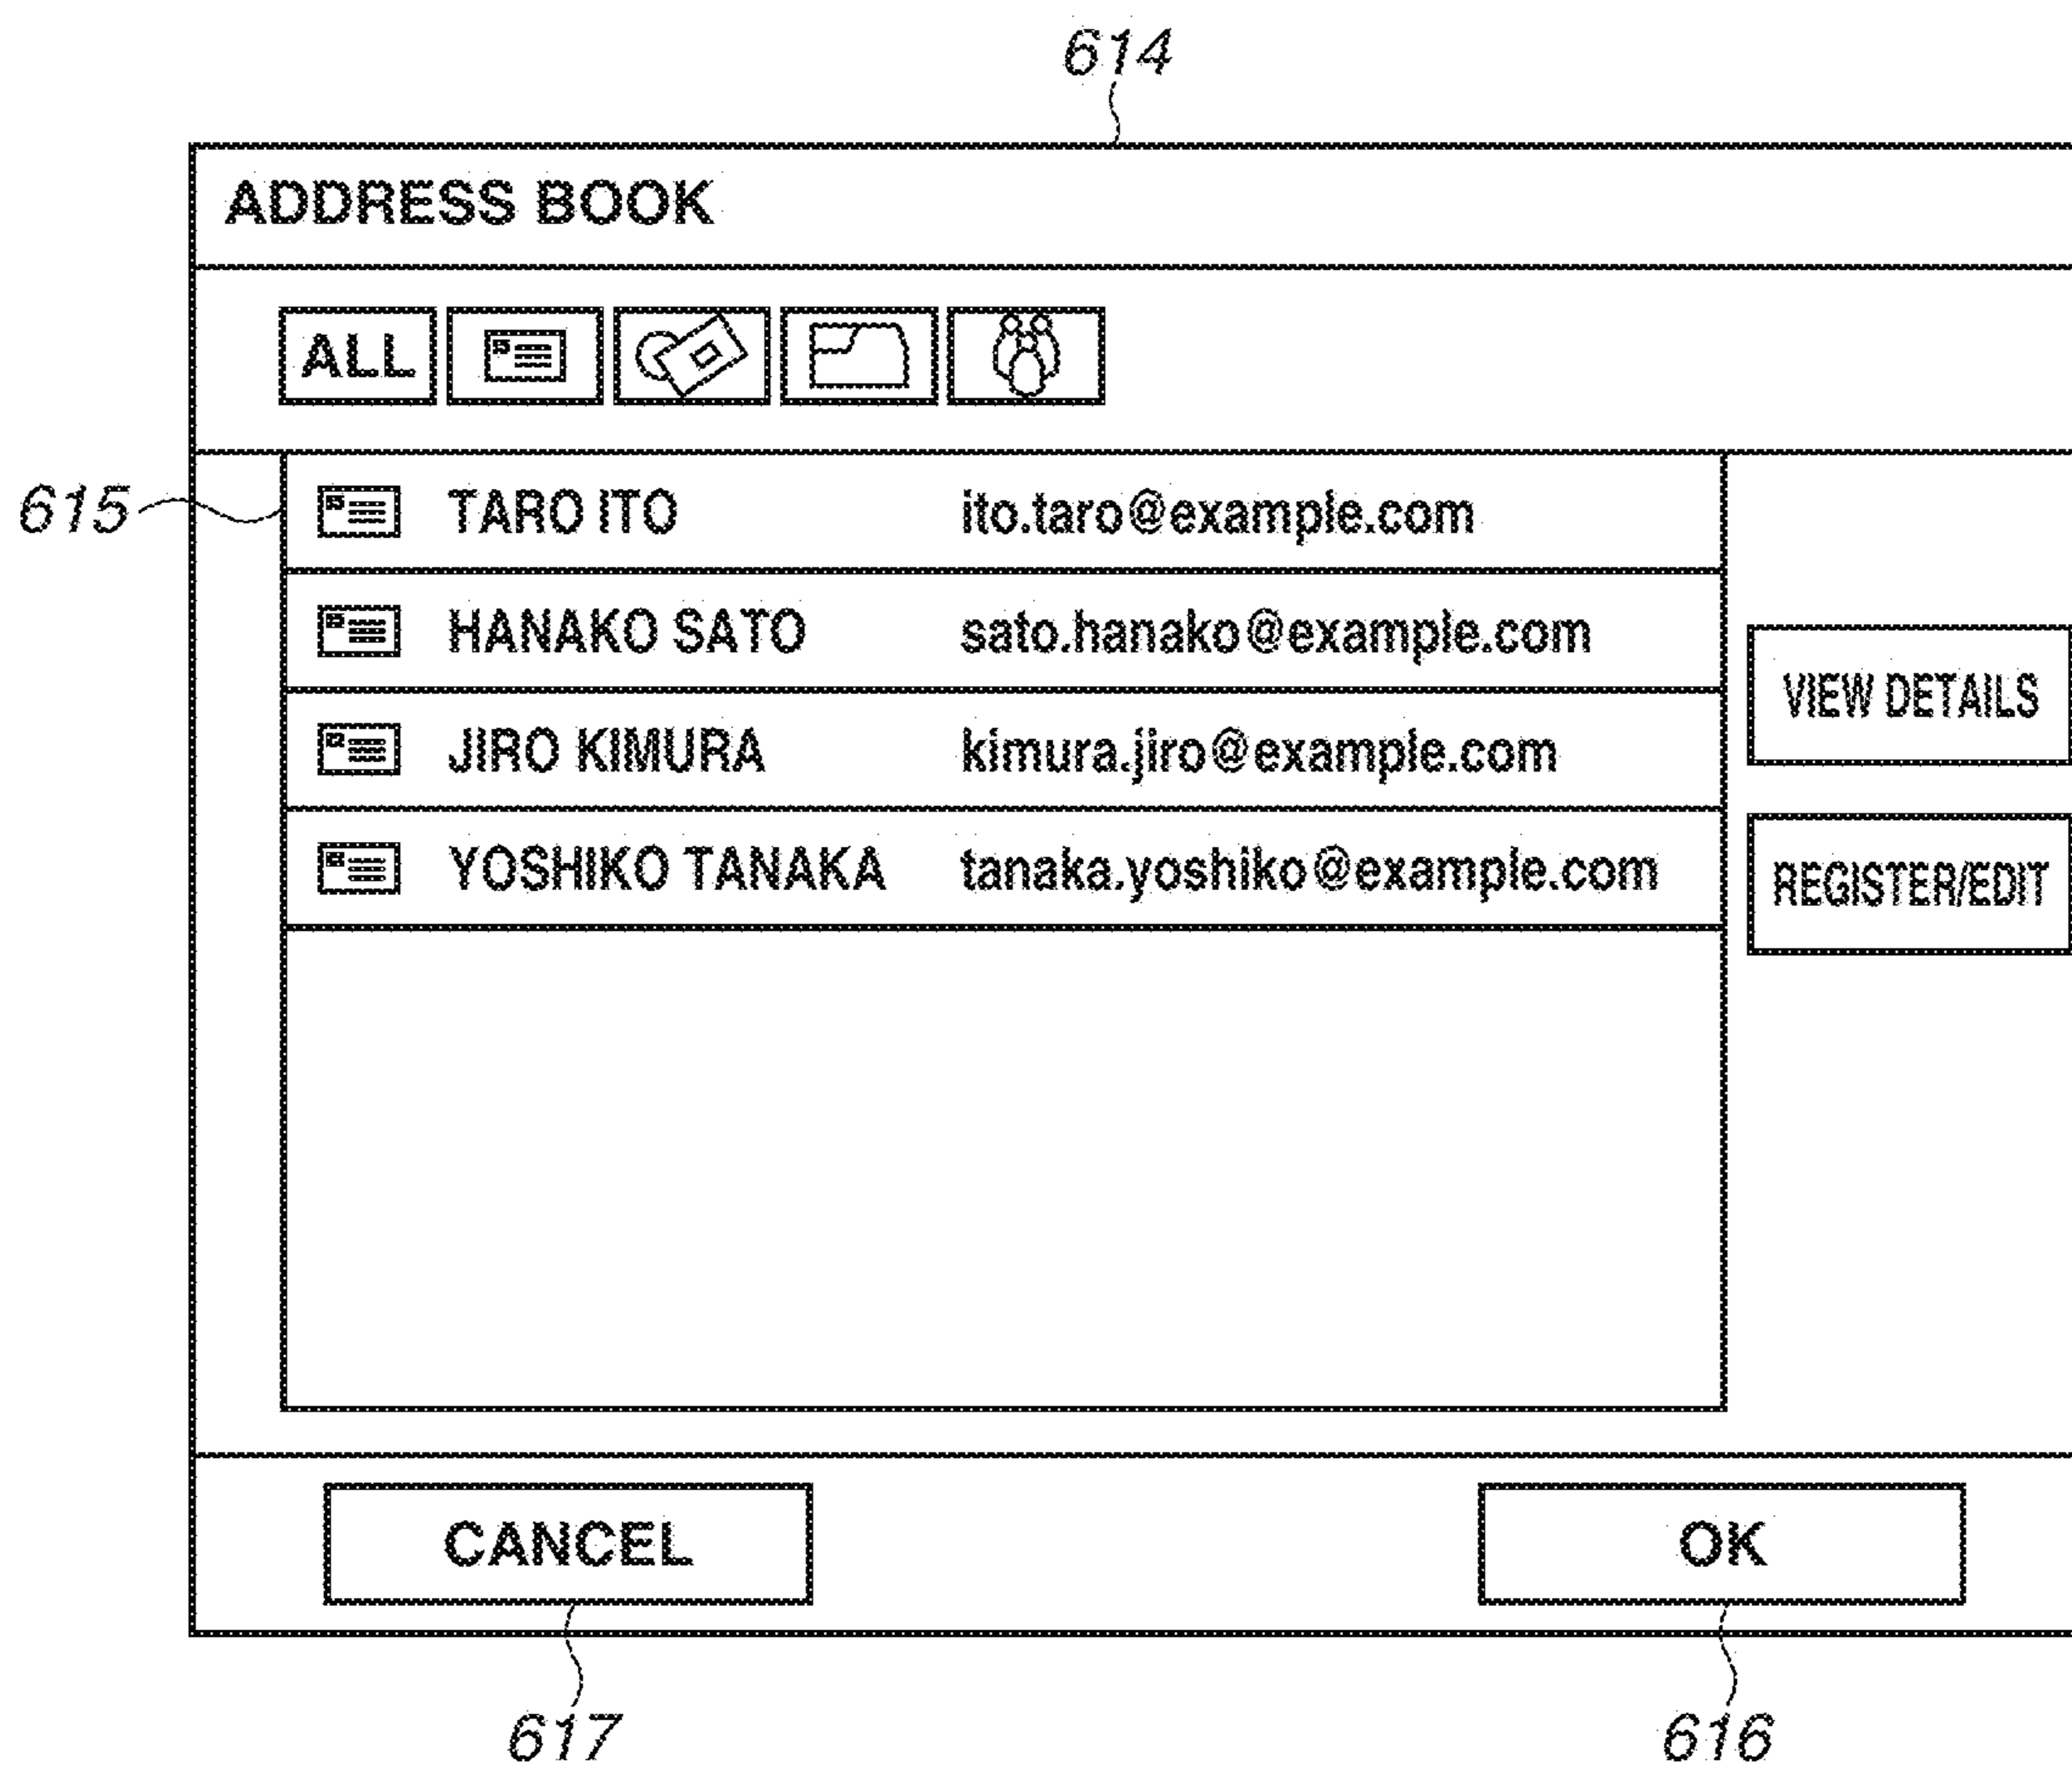 614
ADDRESS BOOK
ALL
615
TARO ITO ito.taro@example.com
HANAKO SATO sato.hanako@example.com
JIRO KIMURA kimura.jiro@example.com
YOSHIKO TANAKA tanaka.yoshiko@example.com
VIEW DETAILS
REGISTER/EDIT
CANCEL OK
617 616